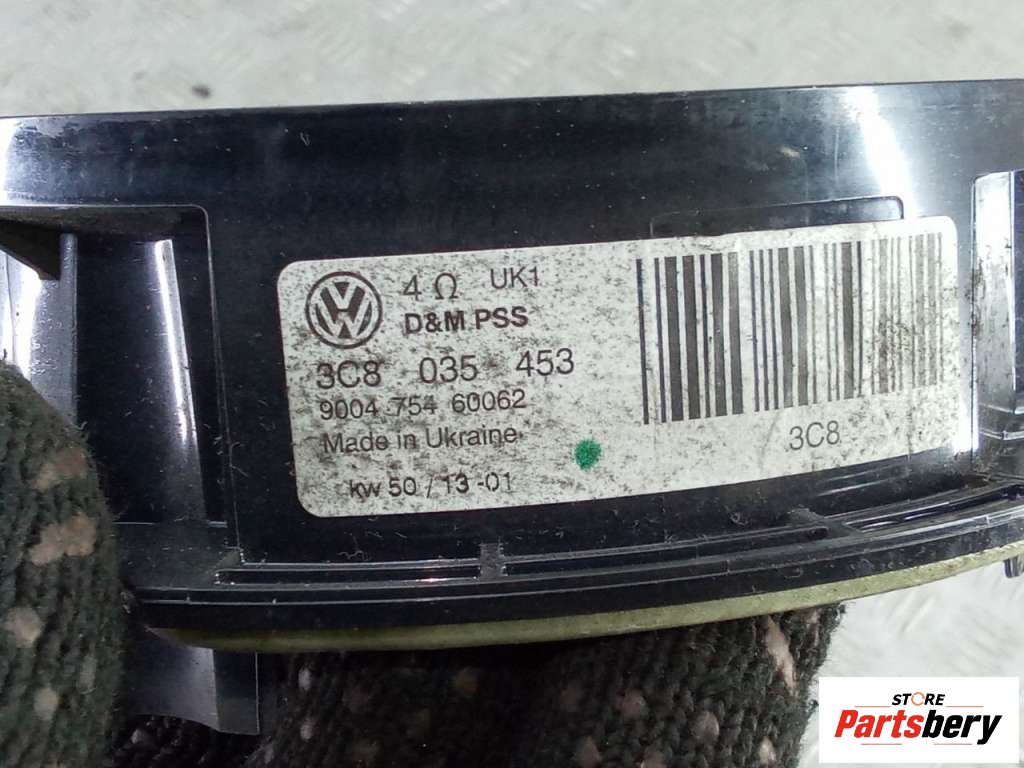 4 Ω UK1
D&M PSS
3C8 035 453
9004 754 60062
Made in Ukraine
kw 50 / 13 -01
3C8
STORE
Partsbery